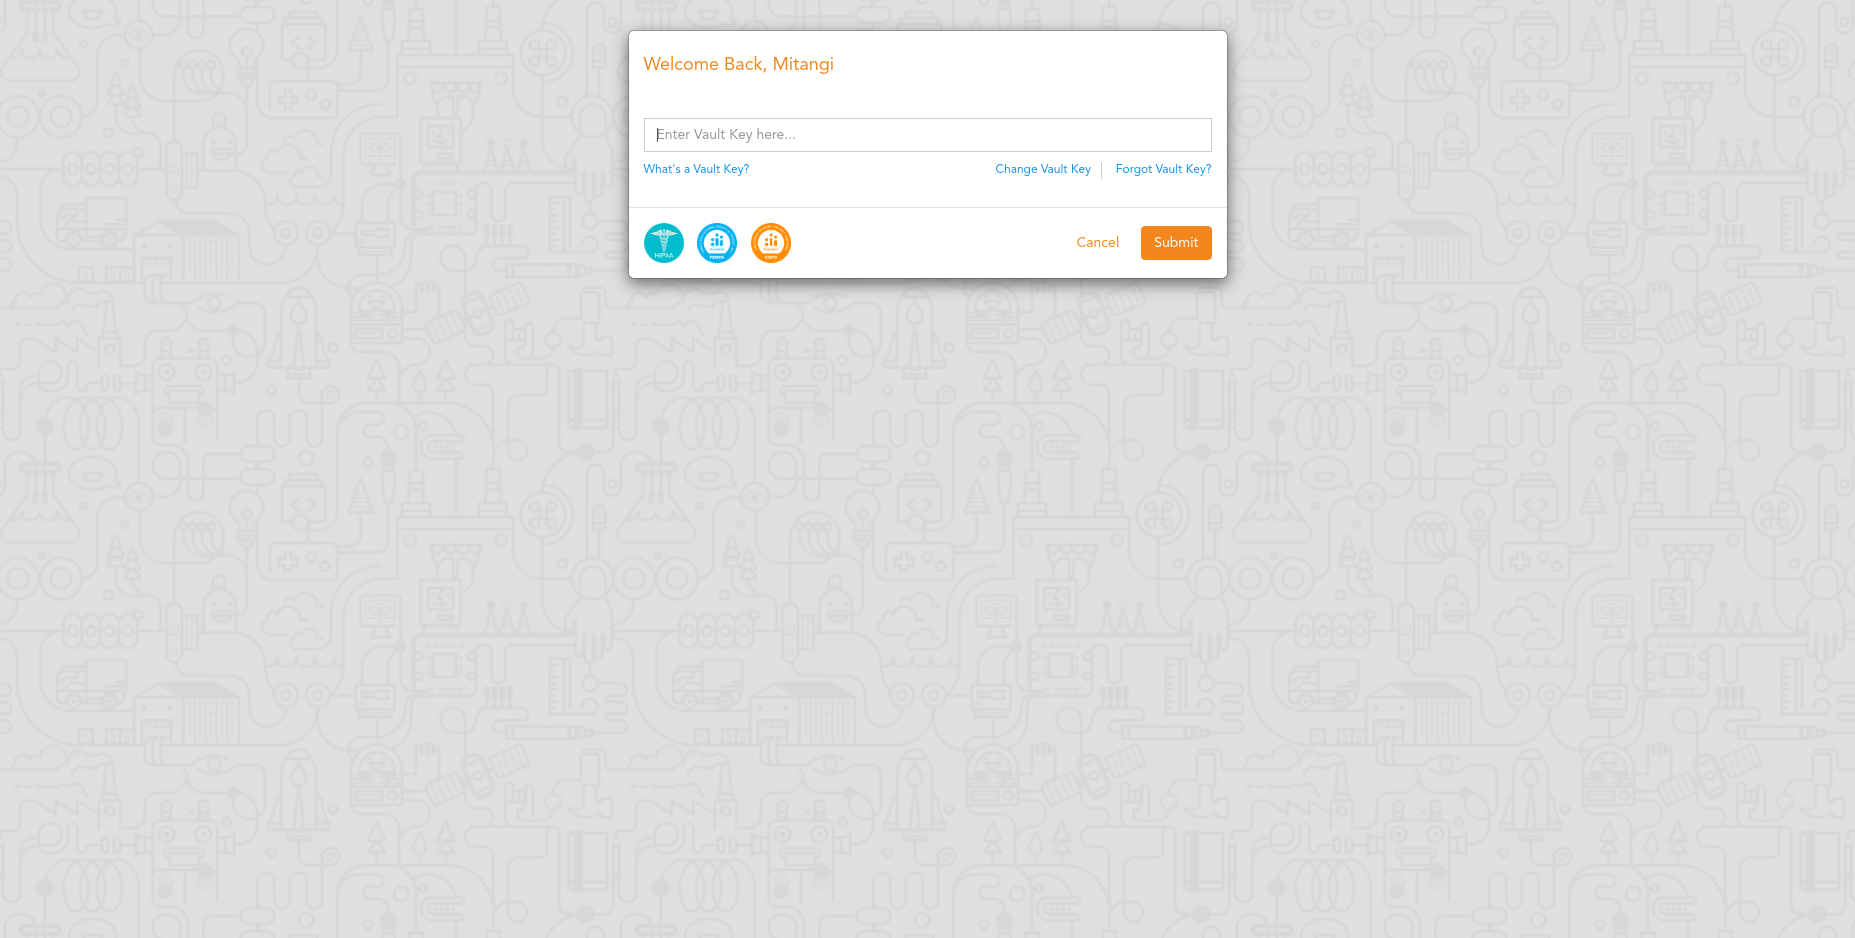 Welcome Back, Mitangi
Enter Vault Key here...
What's a Vault Key?
Change Vault Key
Forgot Vault Key?
HIPAA
FERPA
Cancel
Submit